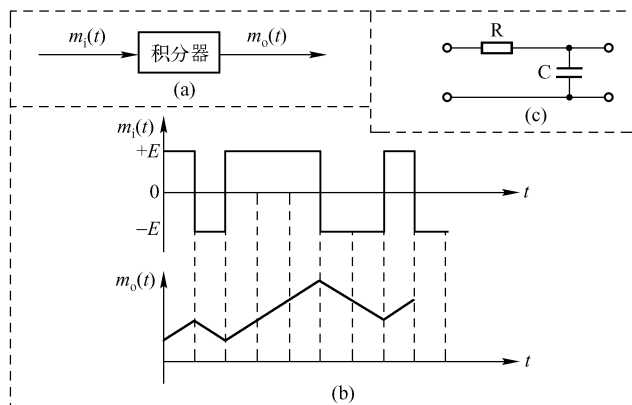 mi(t) 积分器 mo(t)
(a)
R
C
(c)
mi(t)
+E
0
t
−E
mo(t)
t
(b)